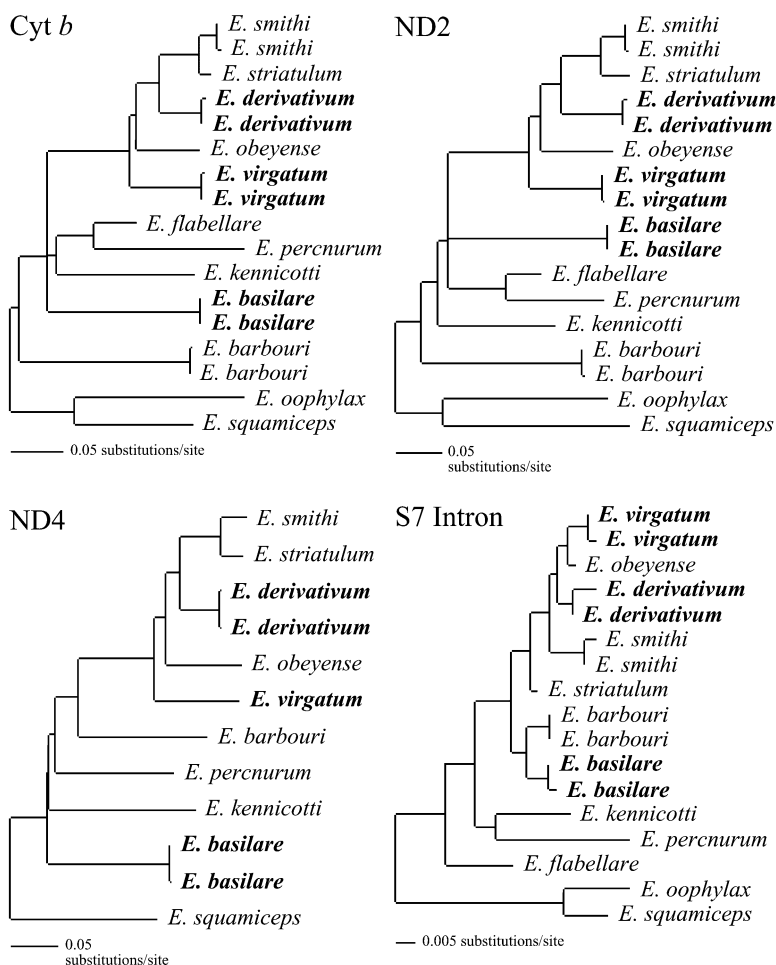 Cyt b
E. smithi
E. smithi
E. striatulum
E. derivativum
E. derivativum
E. obeyense
E. virgatum
E. virgatum
E. flabellare
E. percnurum
E. kennicotti
E. basilare
E. basilare
E. barbouri
E. barbouri
E. oophylax
E. squamiceps
0.05 substitutions/site
ND2
E. smithi
E. smithi
E. striatulum
E. derivativum
E. derivativum
E. obeyense
E. virgatum
E. virgatum
E. basilare
E. basilare
E. flabellare
E. percnurum
E. kennicotti
E. barbouri
E. barbouri
E. oophylax
E. squamiceps
0.05
substitutions/site
ND4
E. smithi
E. striatulum
E. derivativum
E. derivativum
E. obeyense
E. virgatum
E. barbouri
E. percnurum
E. kennicotti
E. basilare
E. basilare
E. squamiceps
0.05
substitutions/site
S7 Intron
E. virgatum
E. virgatum
E. obeyense
E. derivativum
E. derivativum
E. smithi
E. smithi
E. striatulum
E. barbouri
E. barbouri
E. basilare
E. basilare
E. kennicotti
E. percnurum
E. flabellare
E. oophylax
E. squamiceps
0.005 substitutions/site